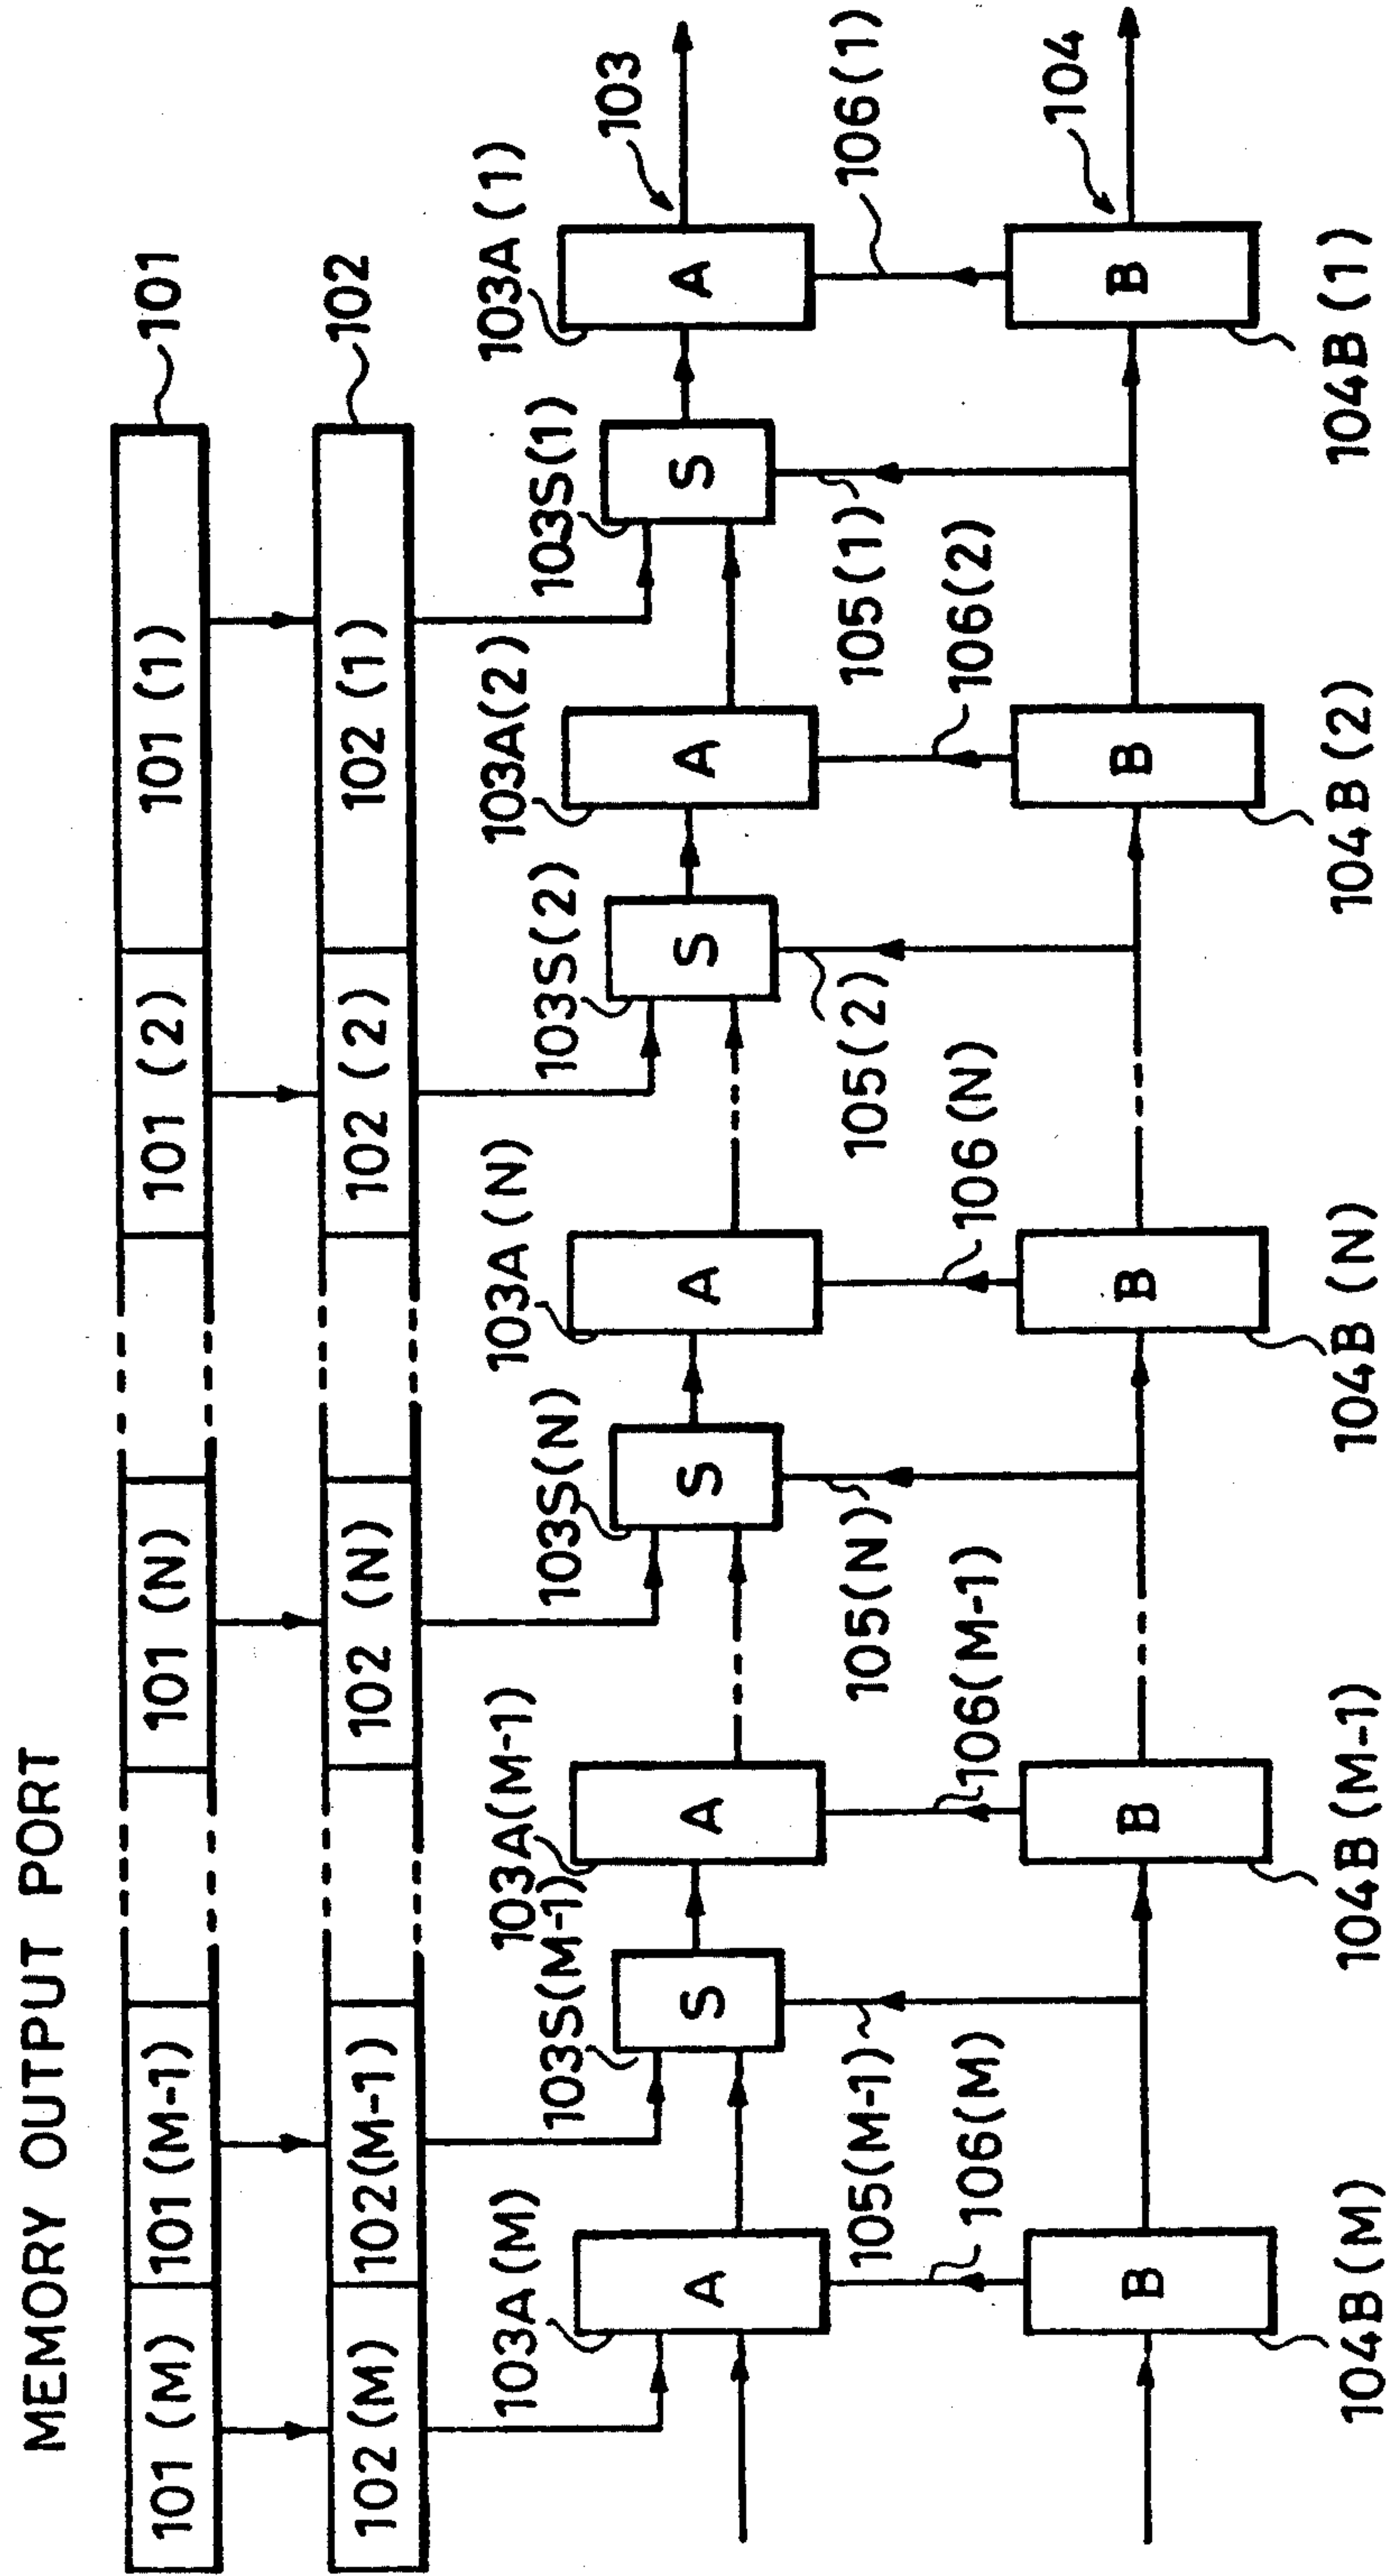 MEMORY OUTPUT PORT
101 (M)
101 (M-1)
101 (N)
101 (2)
101 (1)
101
102 (M)
102(M-1)
102 (N)
102 (2)
102 (1)
102
103A(M)
103S(M-1)
103A(M-1)
103S(N)
103A(N)
103S(2)
103A(2)
103S(1)
103A(1)
103
A
S
A
S
A
S
A
S
A
105(M-1)
106(M)
105(N)
106(M-1)
105(2)
106(N)
105(1)
106(2)
106(1)
104
B
B
B
B
B
104B(M)
104B(M-1)
104B (N)
104B(2)
104B(1)